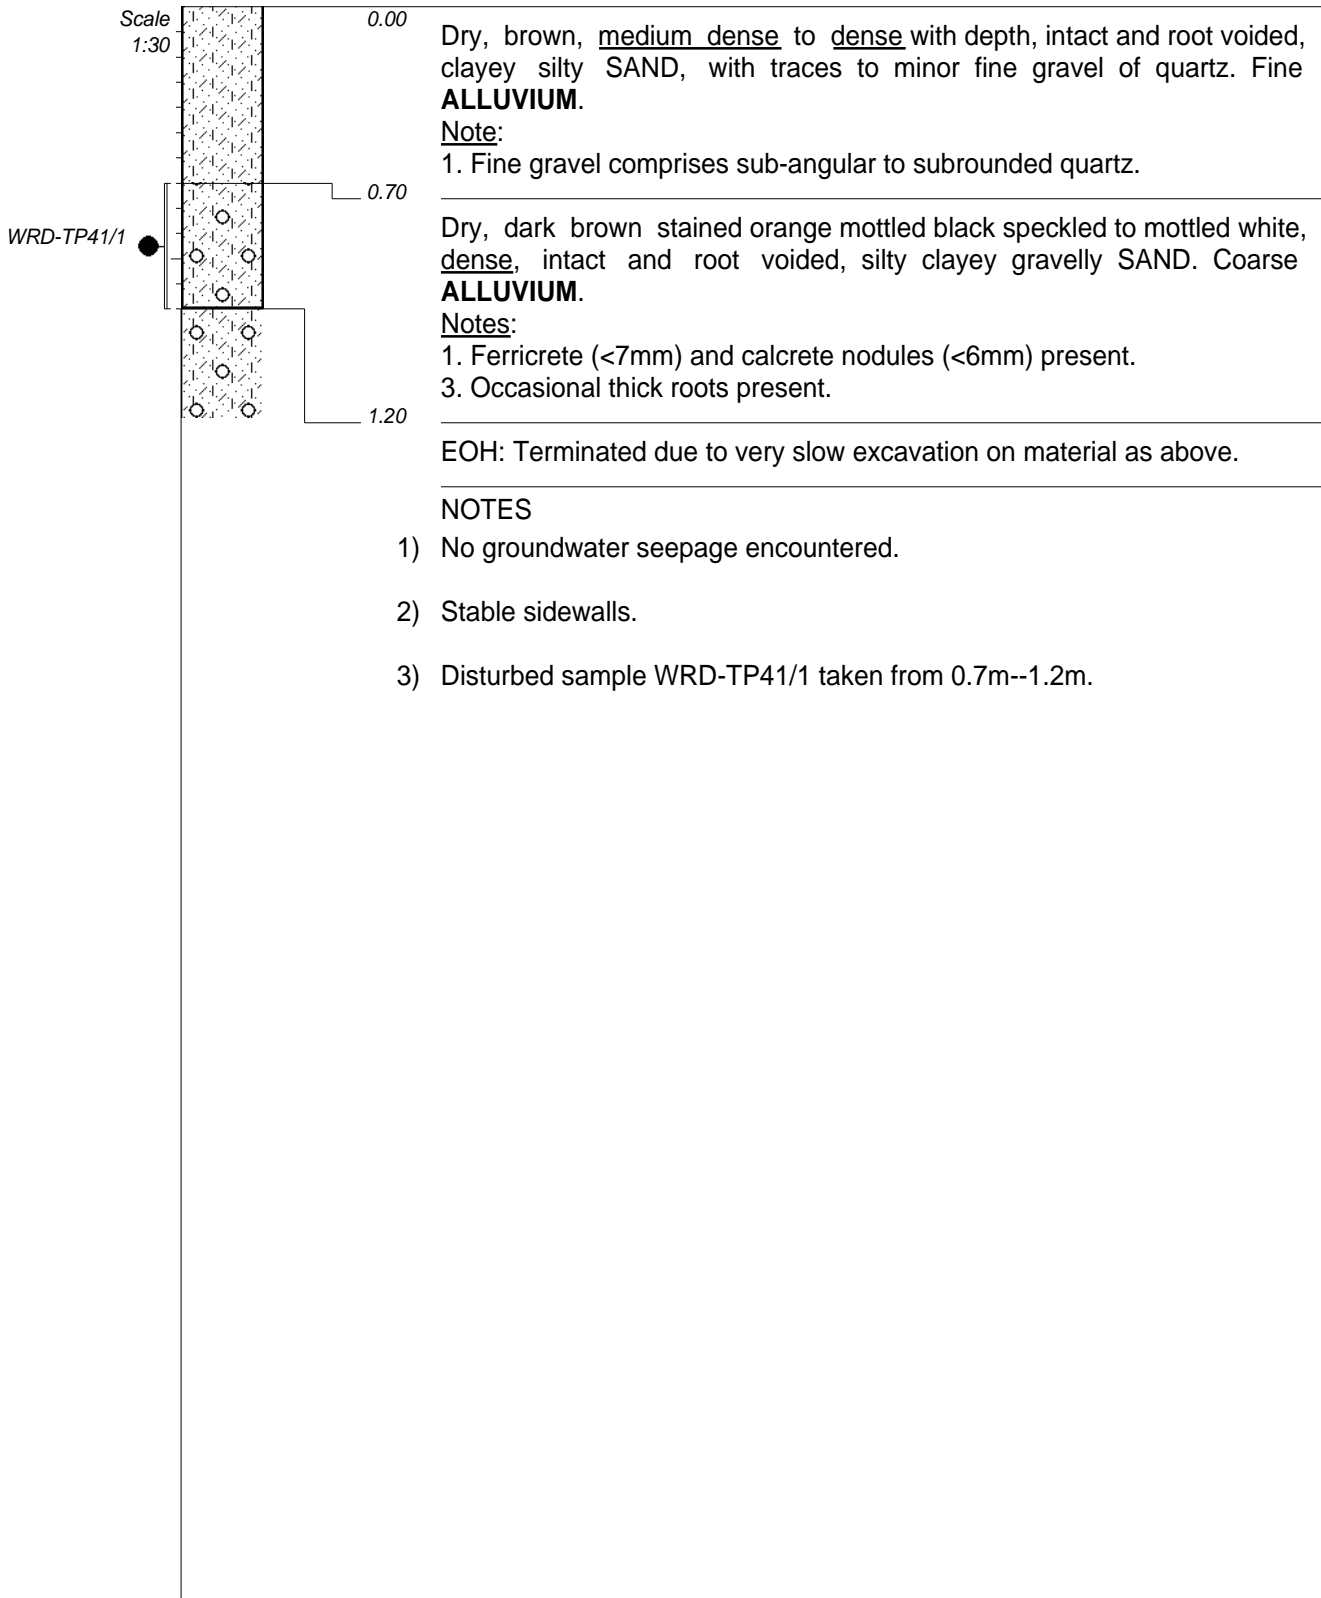 Scale
1:30
0.00
Dry, brown, medium dense to dense with depth, intact and root voided,
clayey silty SAND, with traces to minor fine gravel of quartz. Fine
ALLUVIUM.
Note:
1. Fine gravel comprises sub-angular to subrounded quartz.
0.70
WRD-TP41/1
Dry, dark brown stained orange mottled black speckled to mottled white,
dense, intact and root voided, silty clayey gravelly SAND. Coarse
ALLUVIUM.
Notes:
1. Ferricrete (<7mm) and calcrete nodules (<6mm) present.
3. Occasional thick roots present.
1.20
EOH: Terminated due to very slow excavation on material as above.
NOTES
1) No groundwater seepage encountered.
2) Stable sidewalls.
3) Disturbed sample WRD-TP41/1 taken from 0.7m--1.2m.